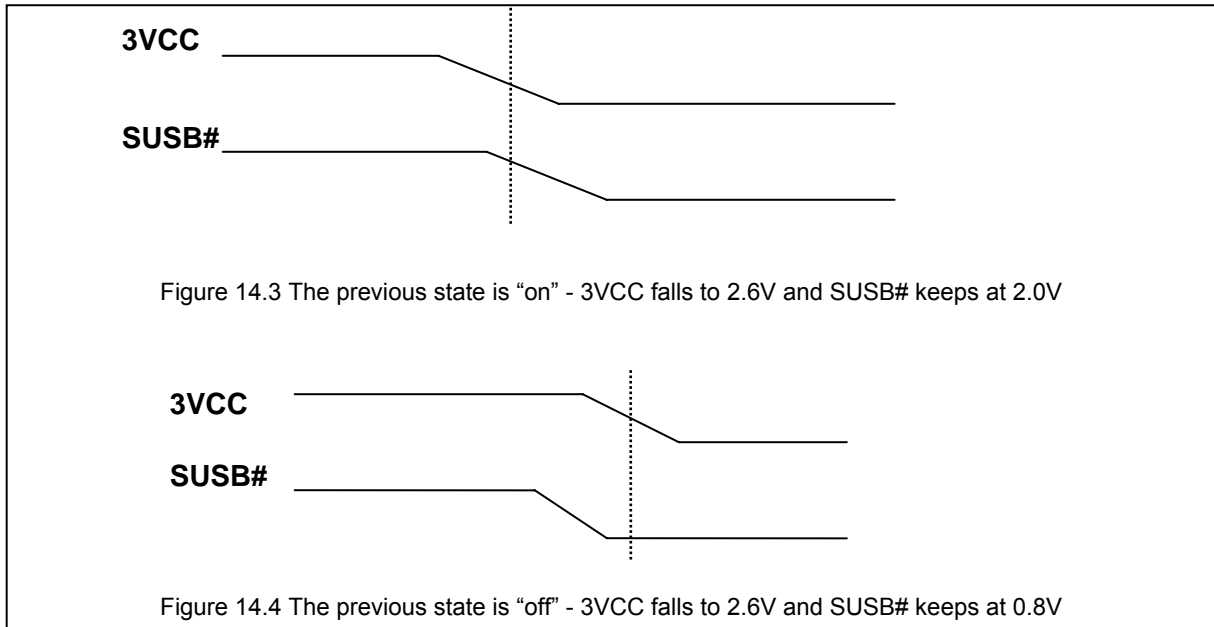 3VCC
SUSB#
Figure 14.3 The previous state is “on” - 3VCC falls to 2.6V and SUSB# keeps at 2.0V
3VCC
SUSB#
Figure 14.4 The previous state is “off” - 3VCC falls to 2.6V and SUSB# keeps at 0.8V